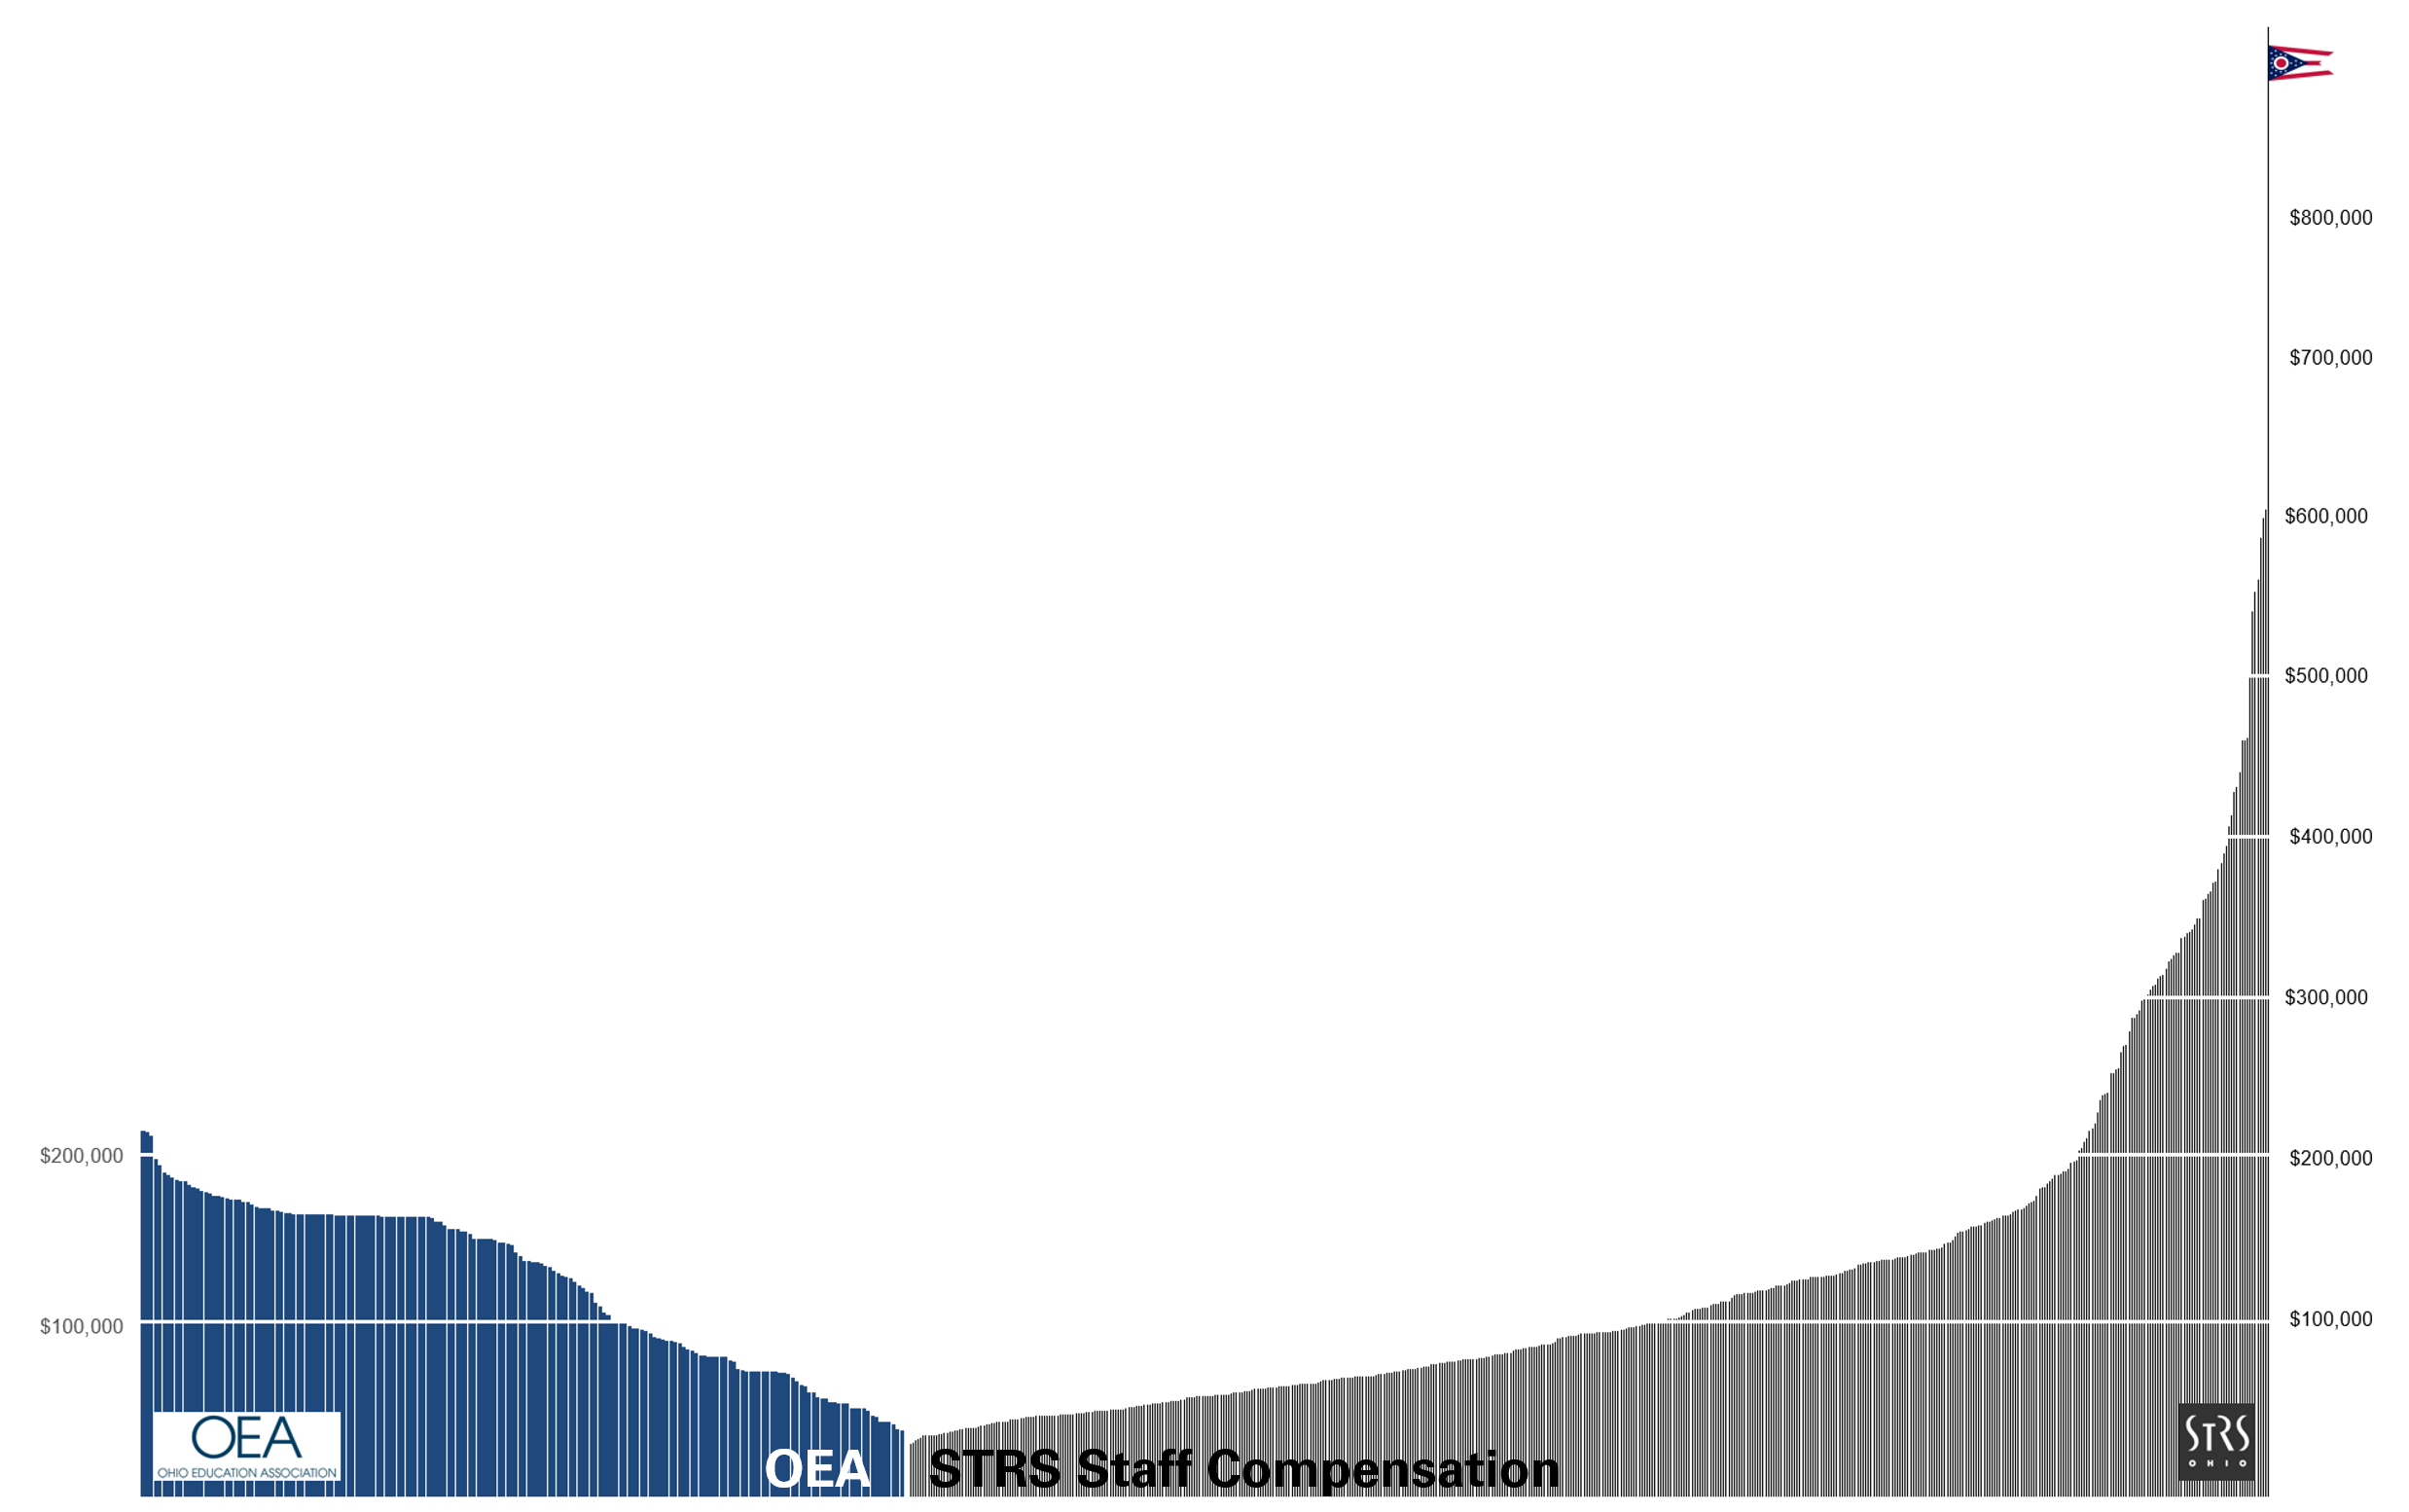 $800,000
$700,000
$600,000
$500,000
$400,000
$300,000
$200,000
$200,000
$100,000
$100,000
OEA
OHIO EDUCATION ASSOCIATION
OEA
STRS Staff Compensation
STRS
OHIO